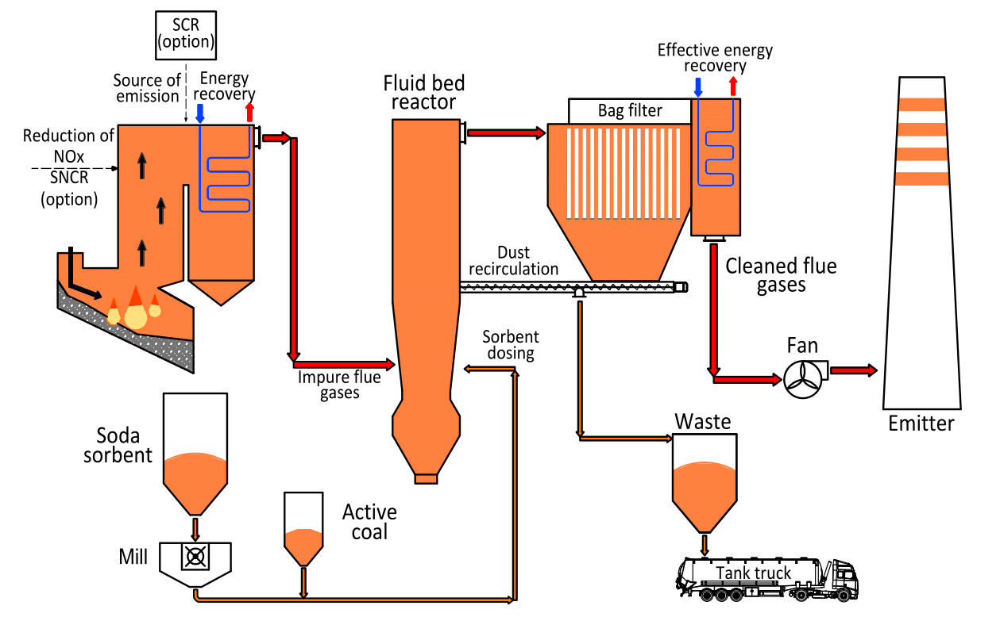 SCR
(option)
Source of
emission
Energy
recovery
Reduction of
NOx
SNCR
(option)
Fluid bed
reactor
Bag filter
Effective energy
recovery
Dust
recirculation
Cleaned flue
gases
Impure flue
gases
Sorbent
dosing
Fan
Emitter
Soda
sorbent
Mill
Active
coal
Waste
Tank truck